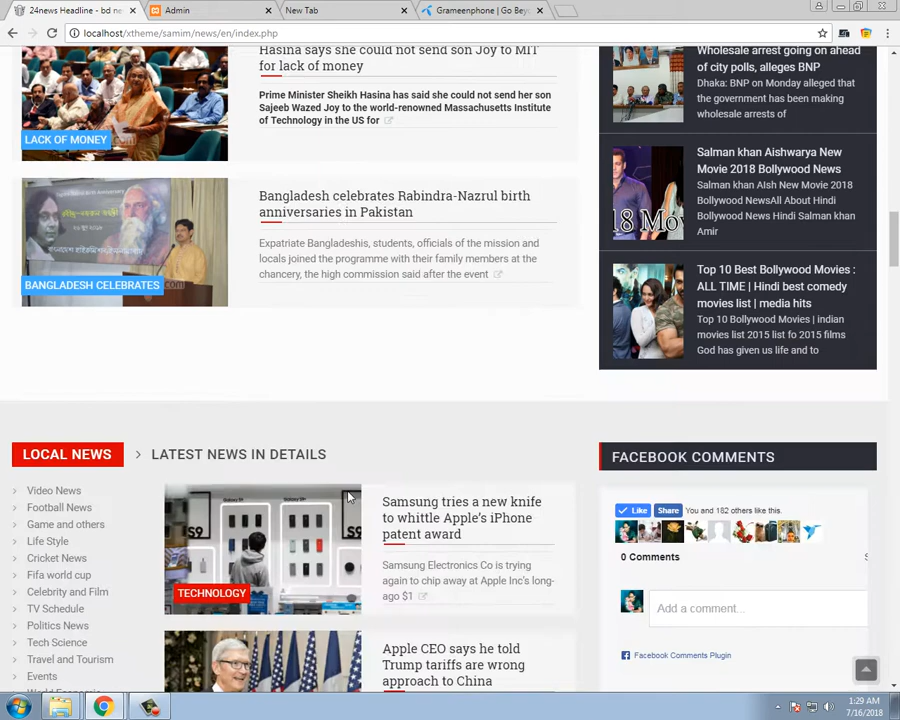 24news Headline - bd ne
Admin
New Tab
Grameenphone | Go Bey
localhost/xtheme/samim/news/en/index.php
Hasina says she could not send son Joy to MIT
for lack of money
Prime Minister Sheikh Hasina has said she could not send her son
Sajeeb Wazed Joy to the world-renowned Massachusetts Institute
of Technology in the US for
LACK OF MONEY
Bangladesh celebrates Rabindra-Nazrul birth
anniversaries in Pakistan
Expatriate Bangladeshis, students, officials of the mission and
locals joined the programme with their family members at the
chancery, the high commission said after the event
BANGLADESH CELEBRATES
com
Wholesale arrest going on ahead
of city polls, alleges BNP
Dhaka: BNP on Monday alleged that
the government has been making
wholesale arrests of
Salman khan Aishwarya New
Movie 2018 Bollywood News
Salman khan AIsh New Movie 2018
Bollywood NewsAll About Hindi
Bollywood News Hindi Salman khan
Amir
18 Mo
Top 10 Best Bollywood Movies :
ALL TIME | Hindi best comedy
movies list | media hits
Top 10 Bollywood Movies | indian
movies list 2015 list fo 2015 films
God has given us life and to
LOCAL NEWS
LATEST NEWS IN DETAILS
Video News
Football News
Game and others
Life Style
Cricket News
Fifa world cup
Celebrity and Film
TV Schedule
Politics News
Tech Science
Travel and Tourism
Events
World Economic
S9
TECHNOLOGY
Samsung tries a new knife
to whittle Apple's iPhone
patent award
Samsung Electronics Co is trying
again to chip away at Apple Inc's long-
ago $1
Apple CEO says he told
Trump tariffs are wrong
approach to China
FACEBOOK COMMENTS
Like
Share
You and 182 others like this.
0 Comments
S
Add a comment...
Facebook Comments Plugin
1:29 AM
7/16/2018